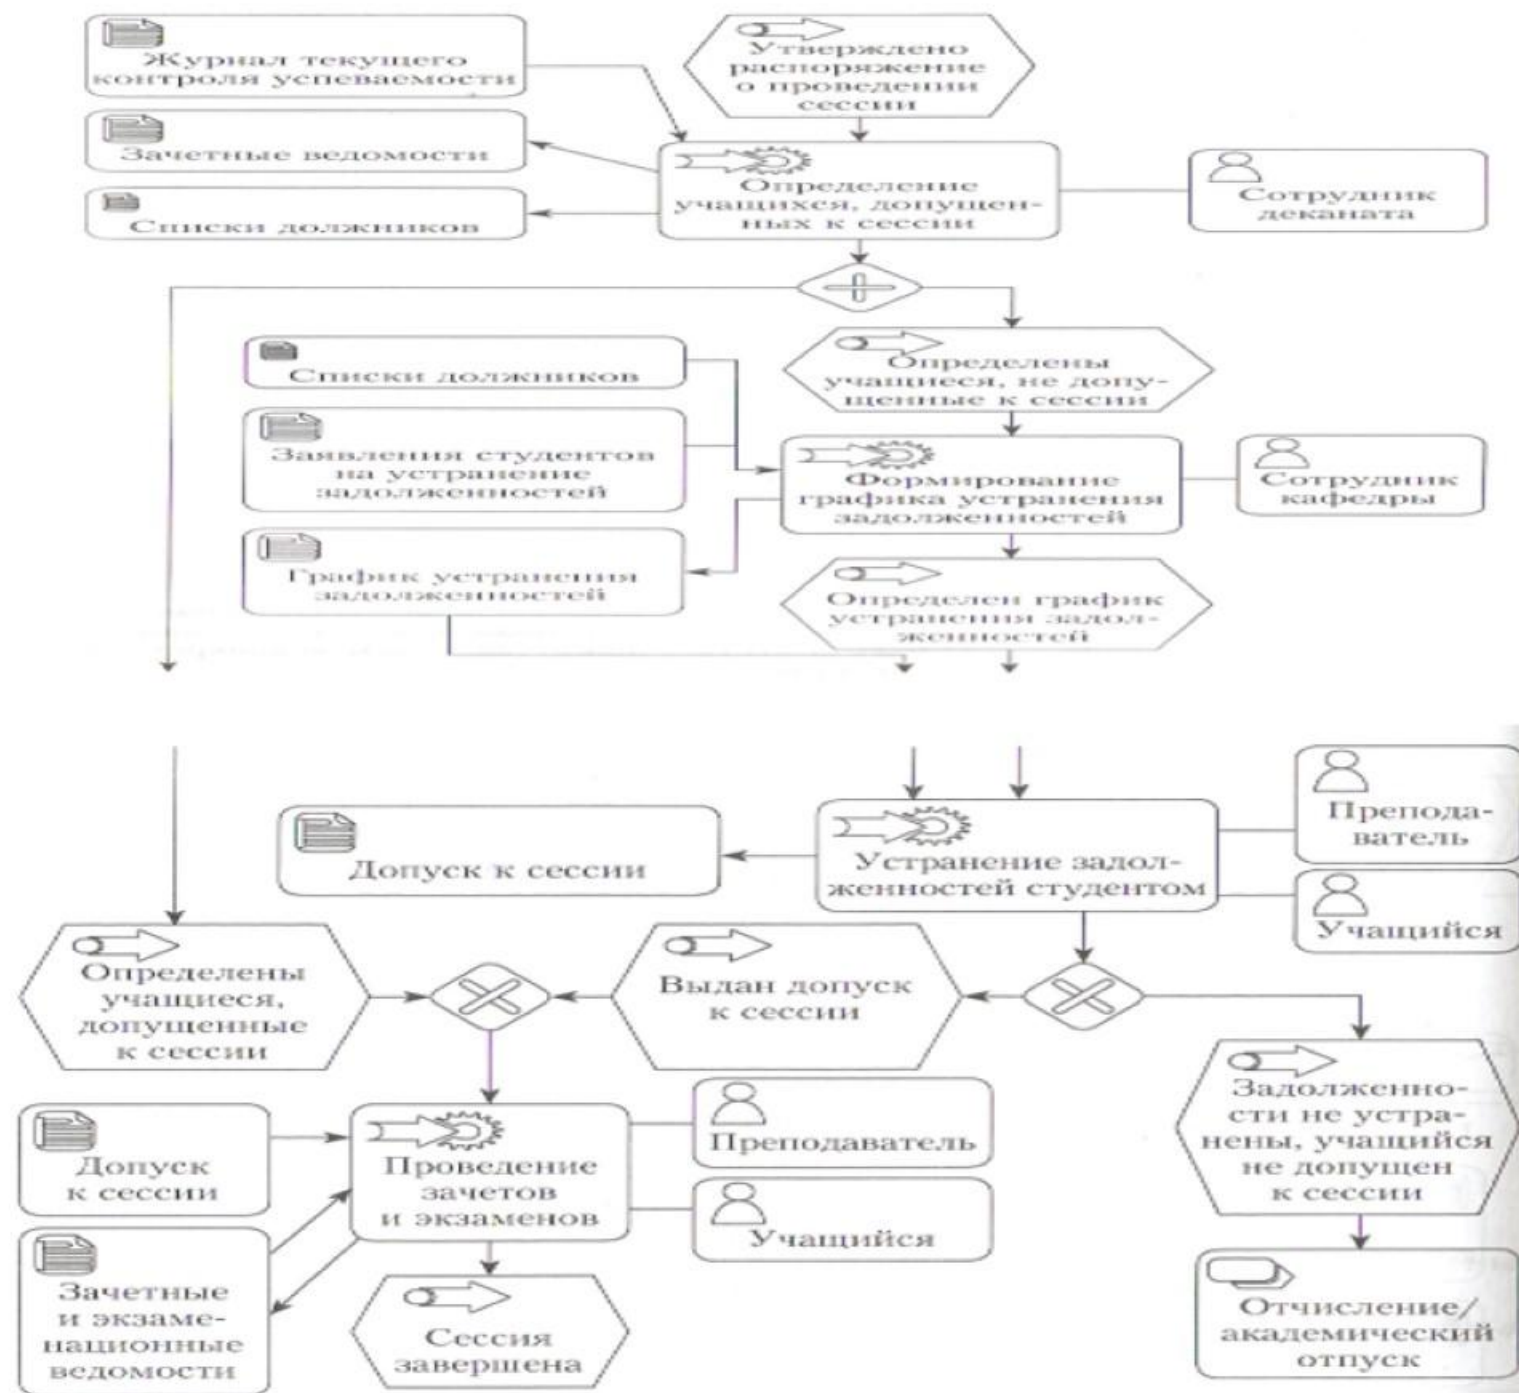 Журнал текущего
контроля успеваемости
Утверждено
распоряжение
о проведении
сессии
Зачетные ведомости
Определение
учащихся, допущен-
ных к сессии
Сотрудник
деканата
Списки должников
Списки должников
Определены
учащиеся, не допу-
щенные к сессии
Заявления студентов
на устранение
задолженностей
Формирование
графика устранения
задолженностей
Сотрудник
кафедры
График устранения
задолженностей
Определен график
устранения задол-
женностей
Препода-
ватель
Допуск к сессии
Устранение задол-
женностей студентом
Учащийся
Определены
учащиеся,
допущенные
к сессии
Выдан допуск
к сессии
Задолженно-
сти не устра-
нены, учащийся
не допущен
к сессии
Допуск
к сессии
Проведение
зачетов
и экзаменов
Преподаватель
Учащийся
Зачетные
и экзаме-
национные
ведомости
Сессия
завершена
Отчисление/
академический
отпуск